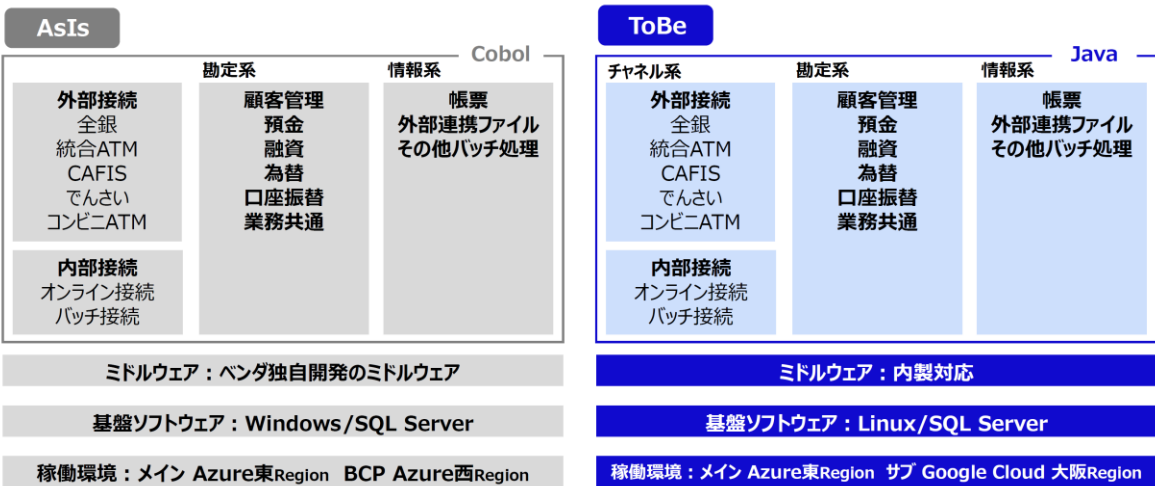 AsIs
Cobol
勘定系
情報系
外部接続
全銀
統合ATM
CAFIS
でんさい
コンビニATM
内部接続
オンライン接続
バッチ接続
顧客管理
預金
融資
為替
口座振替
業務共通
帳票
外部連携ファイル
その他バッチ処理
ミドルウェア：ベンダ独自開発のミドルウェア
基盤ソフトウェア：Windows/SQL Server
稼働環境：メイン Azure東Region BCP Azure西Region
ToBe
Java
チャネル系
勘定系
情報系
外部接続
全銀
統合ATM
CAFIS
でんさい
コンビニATM
内部接続
オンライン接続
バッチ接続
顧客管理
預金
融資
為替
口座振替
業務共通
帳票
外部連携ファイル
その他バッチ処理
ミドルウェア：内製対応
基盤ソフトウェア：Linux/SQL Server
稼働環境：メイン Azure東Region サブ Google Cloud 大阪Region